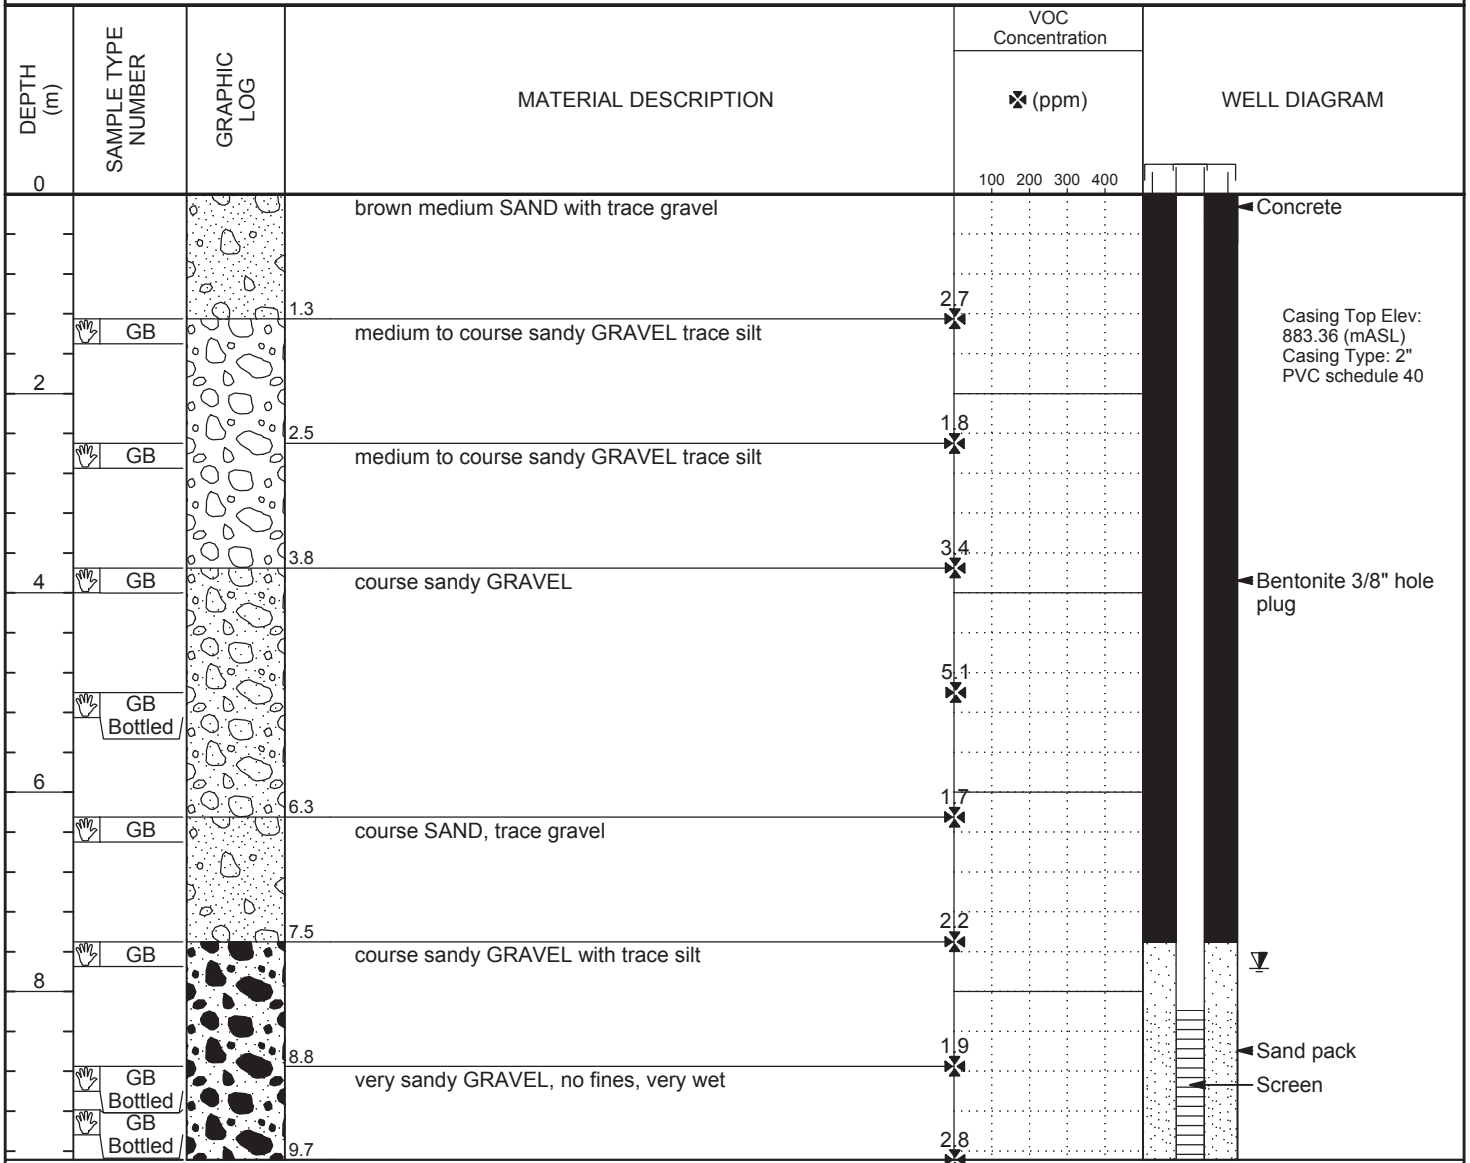 DEPTH
(m)
SAMPLE TYPE
NUMBER
GRAPHIC
LOG
MATERIAL DESCRIPTION
VOC
Concentration
(ppm)
100 200 300 400
WELL DIAGRAM
0
brown medium SAND with trace gravel
Concrete
1.3
2.7
GB
medium to course sandy GRAVEL trace silt
Casing Top Elev:
883.36 (mASL)
Casing Type: 2"
PVC schedule 40
2
2.5
1.8
GB
medium to course sandy GRAVEL trace silt
3.8
3.4
4
GB
course sandy GRAVEL
Bentonite 3/8" hole
plug
5.1
GB
Bottled
6
6.3
1.7
GB
course SAND, trace gravel
7.5
2.2
GB
course sandy GRAVEL with trace silt
8
8.8
1.9
Sand pack
GB
Bottled
very sandy GRAVEL, no fines, very wet
Screen
GB
Bottled
9.7
2.8